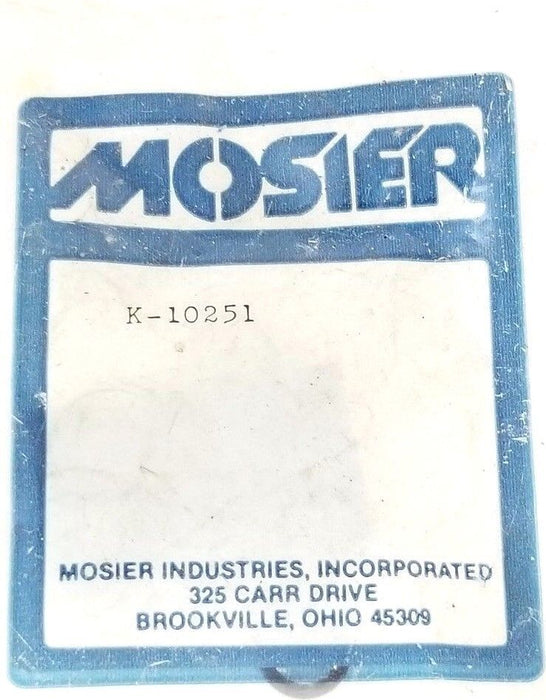 MOSIER
K-10251
MOSIER INDUSTRIES, INCORPORATED
325 CARR DRIVE
BROOKVILLE, OHIO 45309